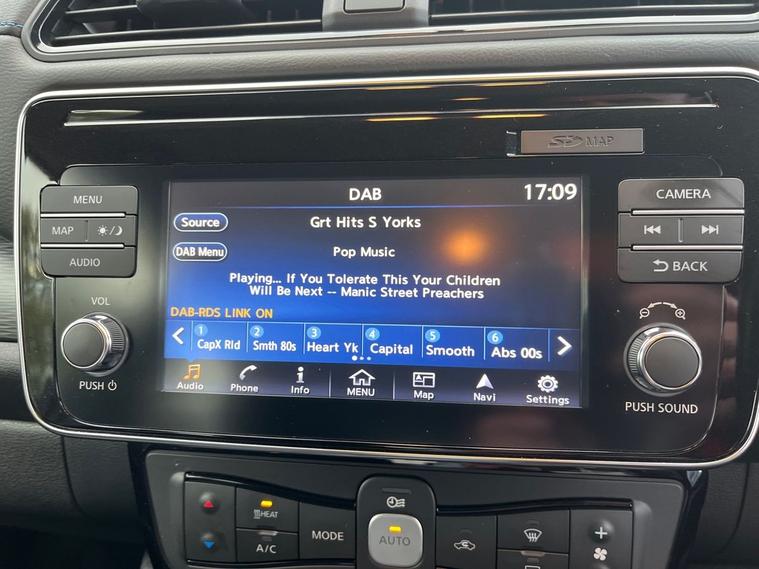 SD MAP
MENU
MAP
AUDIO
VOL
PUSH
DAB 17:09
Source Grt Hits S Yorks
DAB Menu Pop Music
Playing... If You Tolerate This Your Children
Will Be Next -- Manic Street Preachers
DAB-RDS LINK ON
1 CapX Rld
2 Smth 80s
3 Heart Yk
4 Capital
5 Smooth
6 Abs 00s
Audio Phone Info MENU Map Navi Settings
CAMERA
BACK
PUSH SOUND
HEAT
A/C
MODE
AUTO
+